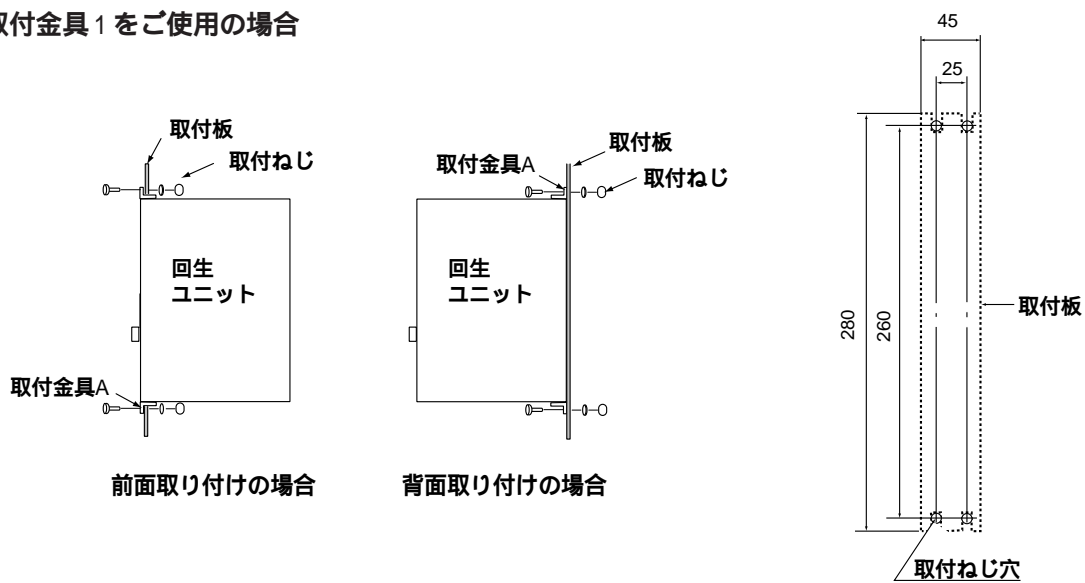 取付金具1をご使用の場合
取付板
取付ねじ
回生
ユニット
取付金具A
前面取り付けの場合
取付板
取付金具A
取付ねじ
回生
ユニット
背面取り付けの場合
45
25
280
260
取付板
取付ねじ穴